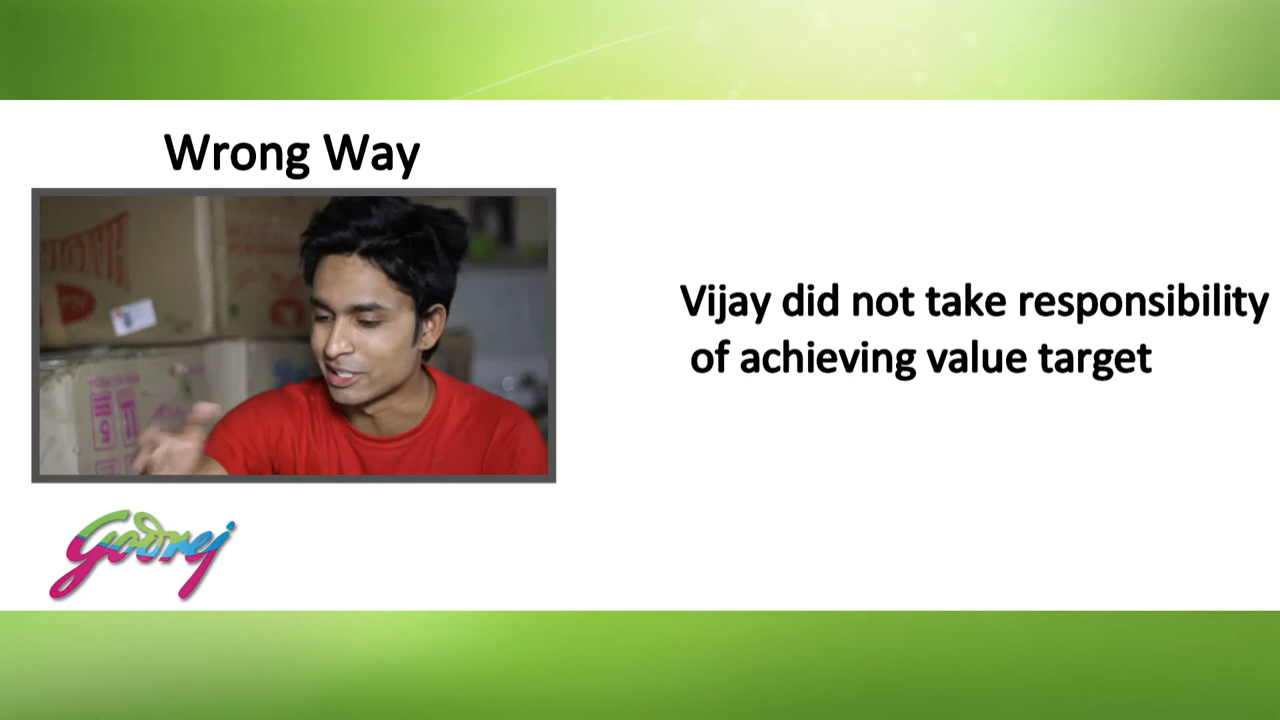 Wrong Way
Vijay did not take responsibility
of achieving value target
Godrej